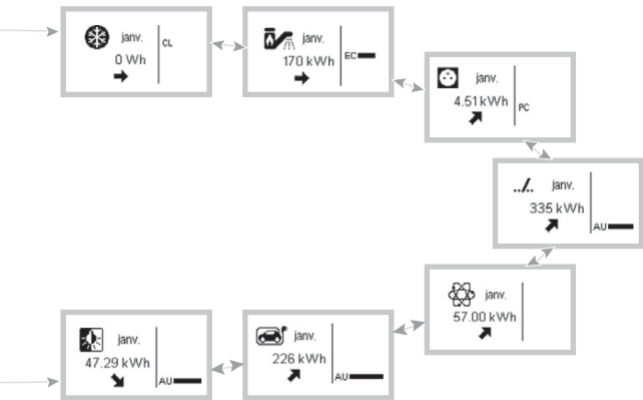 janv.
0 Wh
CL
janv.
170 kWh
EC
janv.
4.51 kWh
PC
../.. janv.
335 kWh
AU
janv.
57.00 kWh
janv.
226 kWh
AU
janv.
47.29 kWh
AU